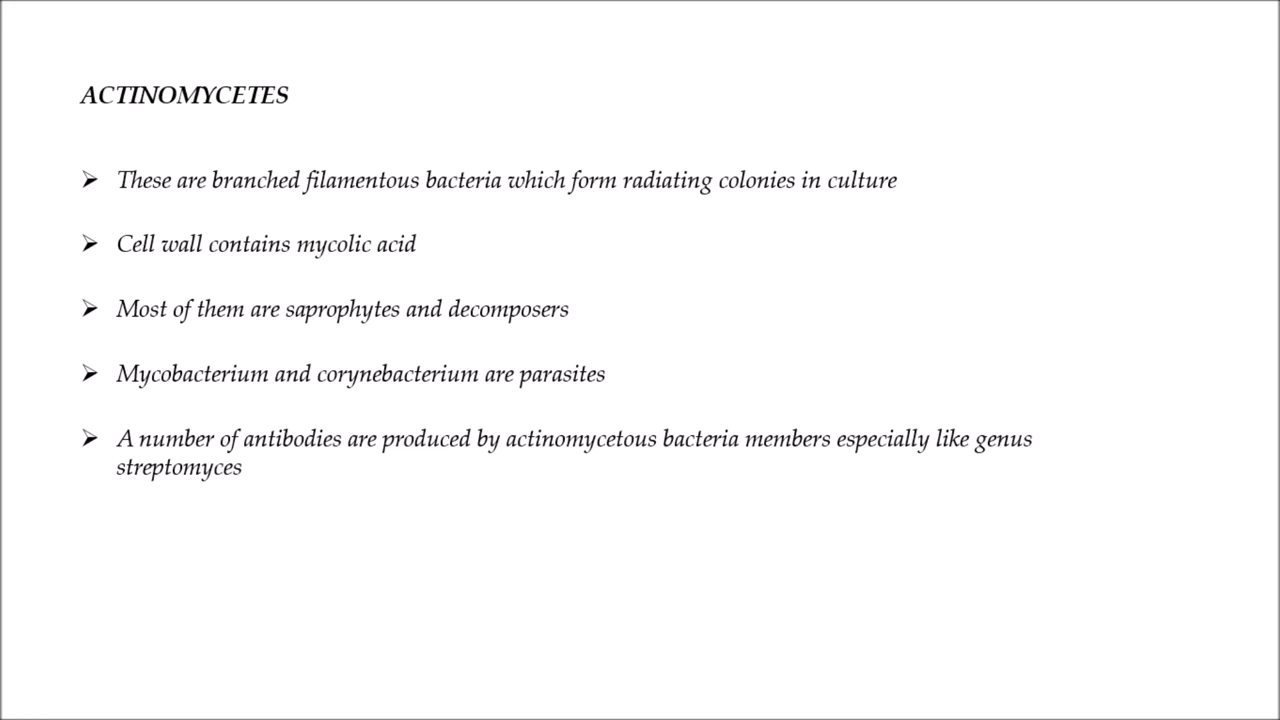 ACTINOMYCETES
➢ These are branched filamentous bacteria which form radiating colonies in culture
➢ Cell wall contains mycolic acid
➢ Most of them are saprophytes and decomposers
➢ Mycobacterium and corynebacterium are parasites
➢ A number of antibodies are produced by actinomycetous bacteria members especially like genus
streptomyces